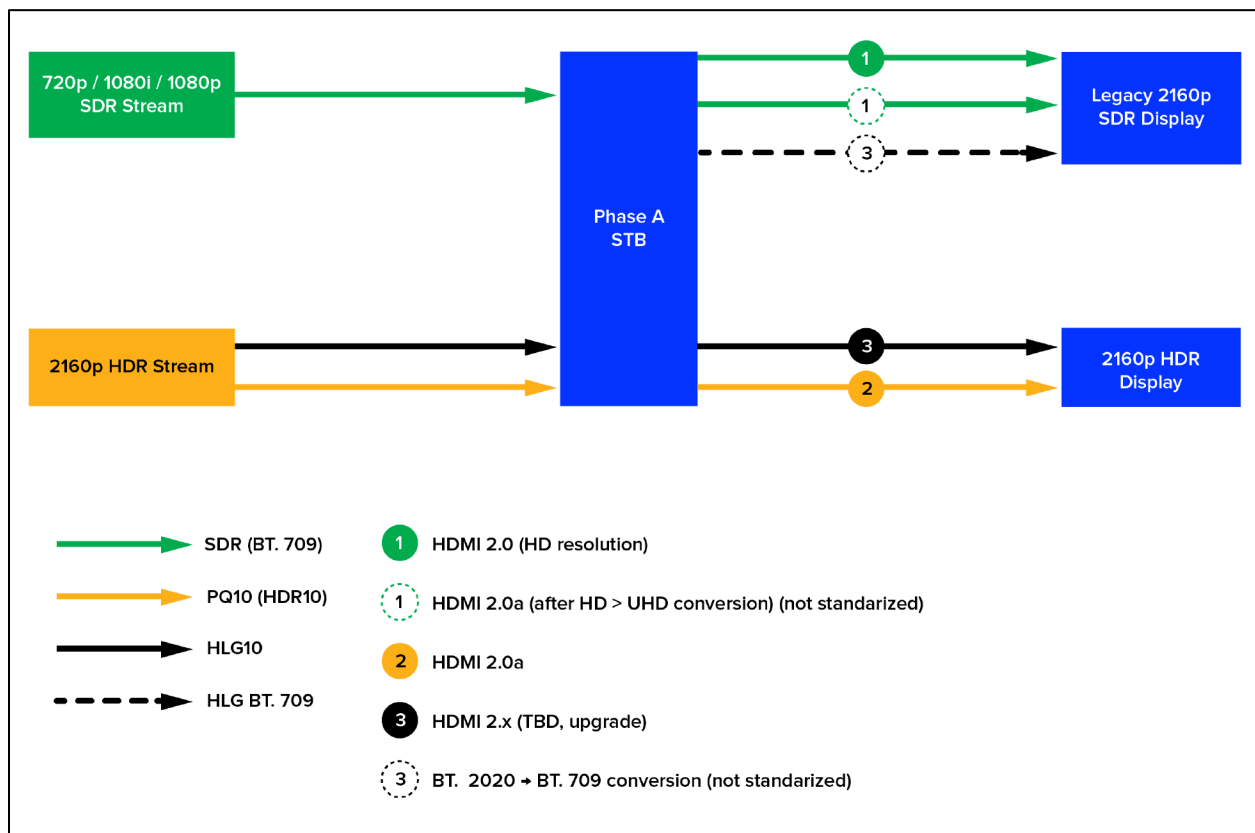 720p / 1080i / 1080p
SDR Stream
1
1
3
Legacy 2160p
SDR Display
Phase A
STB
2160p HDR Stream
3
2
2160p HDR
Display
SDR (BT. 709)
PQ10 (HDR10)
HLG10
HLG BT. 709
1 HDMI 2.0 (HD resolution)
1 HDMI 2.0a (after HD > UHD conversion) (not standarized)
2 HDMI 2.0a
3 HDMI 2.x (TBD, upgrade)
3 BT. 2020 → BT. 709 conversion (not standarized)